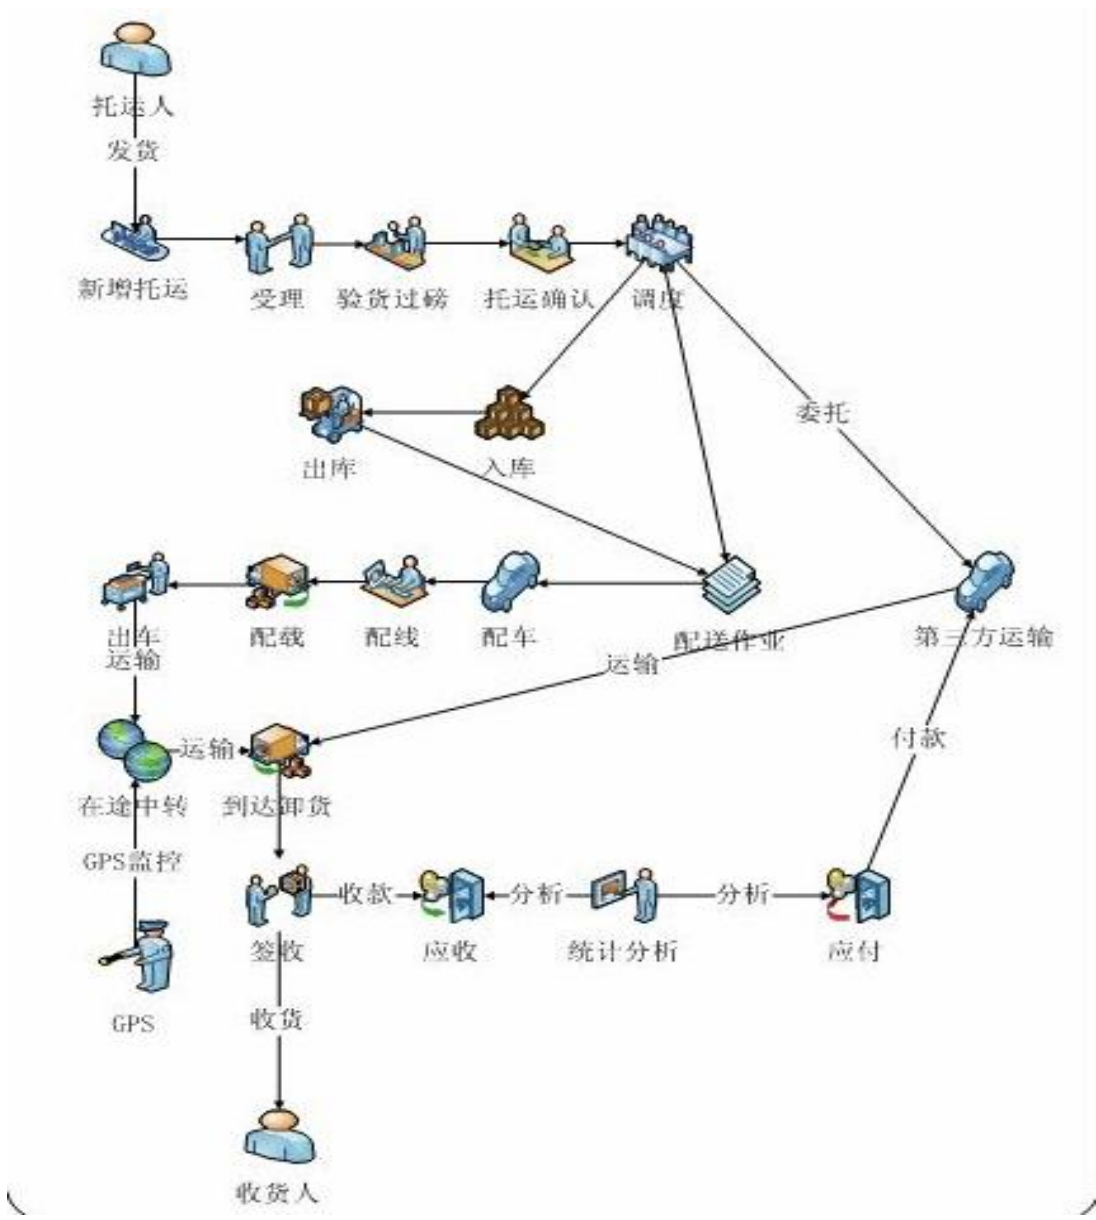 托运人
发货
新增托运
受理
验货过磅
托运确认
调度
委托
出库
入库
出车
配载
配线
配车
配送作业
第三方运输
运输
运输
付款
运输
在途中转
到达卸货
GPS监控
收款
分析
分析
签收
应收
统计分析
应付
GPS
收货
收货人